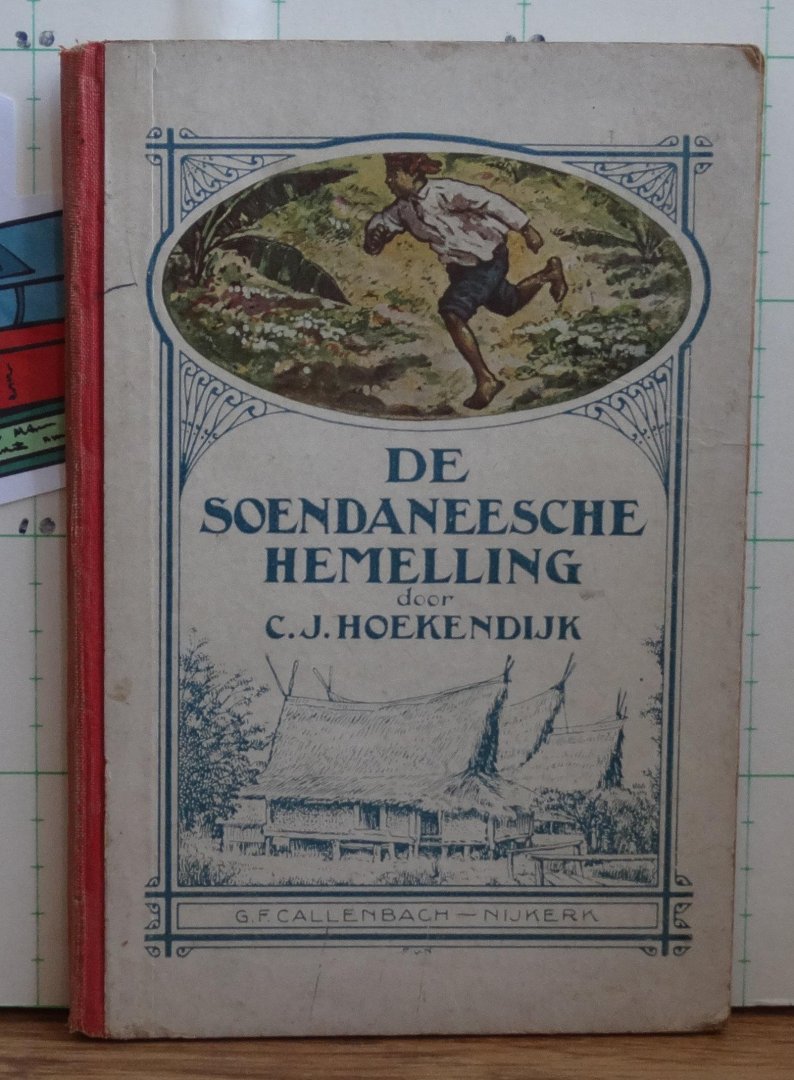 DE
SOENDANEESCHE
HEMELLING
door
C. J. HOEKENDIJK
G. F. CALLENBACH — NIJKERK